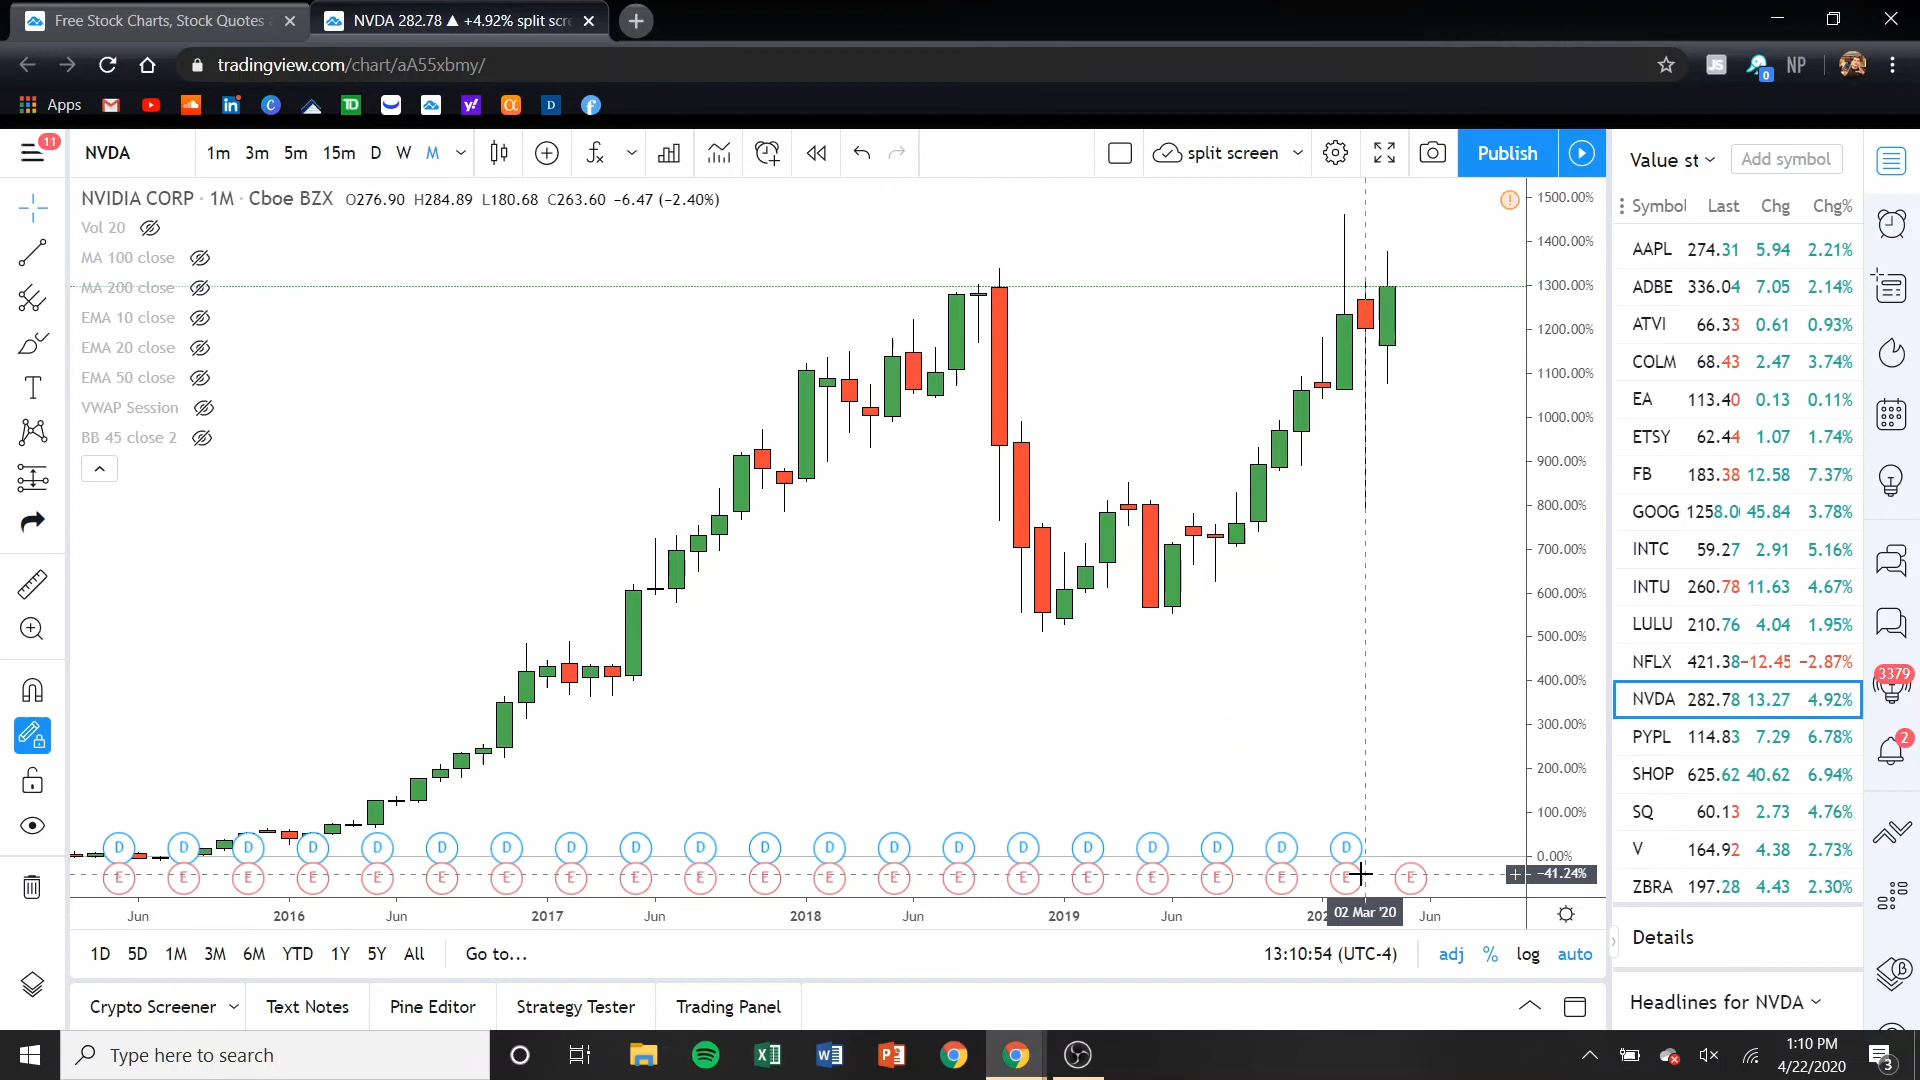 Free Stock Charts, Stock Quotes
NVDA 282.78 ▲ +4.92% split scre
tradingview.com/chart/aA55xbmy/
JS
0
NP
Apps
in
C
TD
y!
α
D
f
11
NVDA
1m 3m 5m 15m D W M
split screen
Publish
Value st
Add symbol
NVIDIA CORP · 1M · Cboe BZX O276.90 H284.89 L180.68 C263.60 −6.47 (−2.40%)
Vol 20
MA 100 close
MA 200 close
EMA 10 close
EMA 20 close
EMA 50 close
VWAP Session
BB 45 close 2
1500.00%
1400.00%
1300.00%
1200.00%
1100.00%
1000.00%
900.00%
800.00%
700.00%
600.00%
500.00%
400.00%
300.00%
200.00%
100.00%
0.00%
−41.24%
D D D D D D D D D D D D D D D D D D D D
E E E E E E E E E E E E E E E E E E E E E
Jun 2016 Jun 2017 Jun 2018 Jun 2019 Jun 202 02 Mar '20 Jun
Symbol Last Chg Chg%
AAPL 274.31 5.94 2.21%
ADBE 336.04 7.05 2.14%
ATVI 66.33 0.61 0.93%
COLM 68.43 2.47 3.74%
EA 113.40 0.13 0.11%
ETSY 62.44 1.07 1.74%
FB 183.38 12.58 7.37%
GOOG 1258.0 45.84 3.78%
INTC 59.27 2.91 5.16%
INTU 260.78 11.63 4.67%
LULU 210.76 4.04 1.95%
NFLX 421.38 −12.45 −2.87%
NVDA 282.78 13.27 4.92%
PYPL 114.83 7.29 6.78%
SHOP 625.62 40.62 6.94%
SQ 60.13 2.73 4.76%
V 164.92 4.38 2.73%
ZBRA 197.28 4.43 2.30%
3379
2
Details
Headlines for NVDA
1D 5D 1M 3M 6M YTD 1Y 5Y All Go to... 13:10:54 (UTC-4) adj % log auto
Crypto Screener Text Notes Pine Editor Strategy Tester Trading Panel
Type here to search
1:10 PM
4/22/2020
3